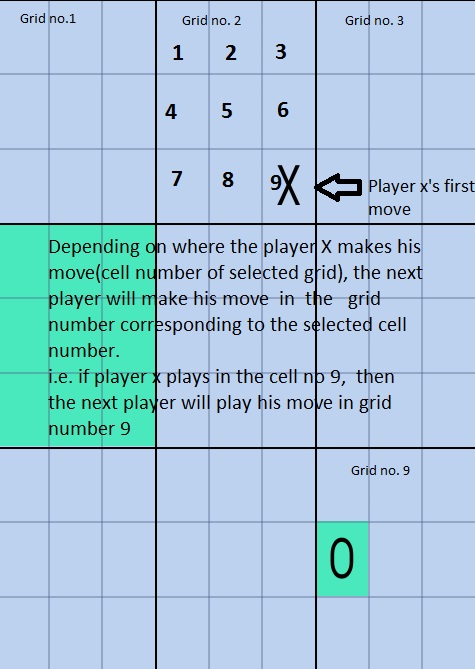 Grid no.1
Grid no. 2
Grid no. 3
1 2 3
4 5 6
7 8 9X
Player x's first
move
Depending on where the player X makes his
move(cell number of selected grid), the next
player will make his move in the grid
number corresponding to the selected cell
number.
i.e. if player x plays in the cell no 9, then
the next player will play his move in grid
number 9
Grid no. 9
O